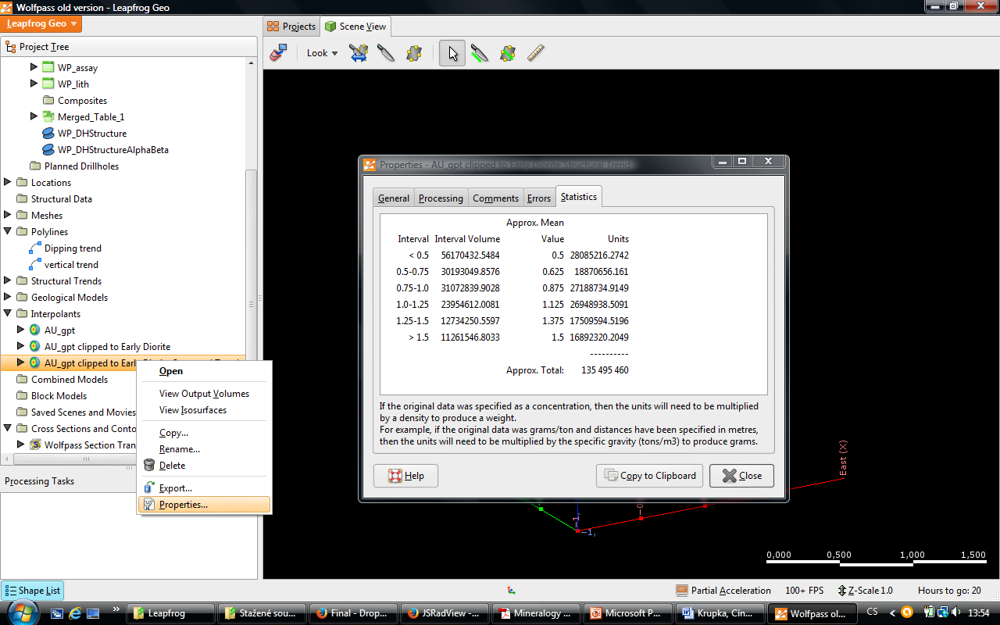 Wolfpass old version - Leapfrog Geo
Leapfrog Geo
Project Tree
WP_assay
WP_lith
Composites
Merged_Table_1
WP_DHStructure
WP_DHStructureAlphaBeta
Planned Drillholes
Locations
Structural Data
Meshes
Polylines
Dipping trend
vertical trend
Structural Trends
Geological Models
Interpolants
AU_gpt
AU_gpt clipped to Early Diorite
AU_gpt clipped to Earl
Combined Models
Block Models
Saved Scenes and Movies
Cross Sections and Conto
Wolfpass Section Tran
Processing Tasks
Shape List
Open
View Output Volumes
View Isosurfaces
Copy...
Rename...
Delete
Export...
Properties...
Projects
Scene View
Look
Properties - AU_gpt clipped to Early Diorite Structural Trend
General Processing Comments Errors Statistics
Approx. Mean
Interval Interval Volume Value Units
< 0.5 56170432.5484 0.5 28085216.2742
0.5-0.75 30193049.8576 0.625 18870656.161
0.75-1.0 31072839.9028 0.875 27188734.9149
1.0-1.25 23954612.0081 1.125 26948938.5091
1.25-1.5 12734250.5597 1.375 17509594.5196
> 1.5 11261546.8033 1.5 16892320.2049
----------
Approx. Total: 135 495 460
If the original data was specified as a concentration, then the units will need to be multiplied
by a density to produce a weight.
For example, if the original data was grams/ton and distances have been specified in metres,
then the units will need to be multiplied by the specific gravity (tons/m3) to produce grams.
Help
Copy to Clipboard
Close
East (X)
−1,
−1,
0,000 0,500 1,000 1,500
Partial Acceleration 100+ FPS Z-Scale 1.0 Hours to go: 20
Leapfrog
Stažené sou...
Final - Drop...
JSRadView -...
Mineralogy ...
Microsoft P...
Krupka, Cín...
Wolfpass ol...
CS
13:54